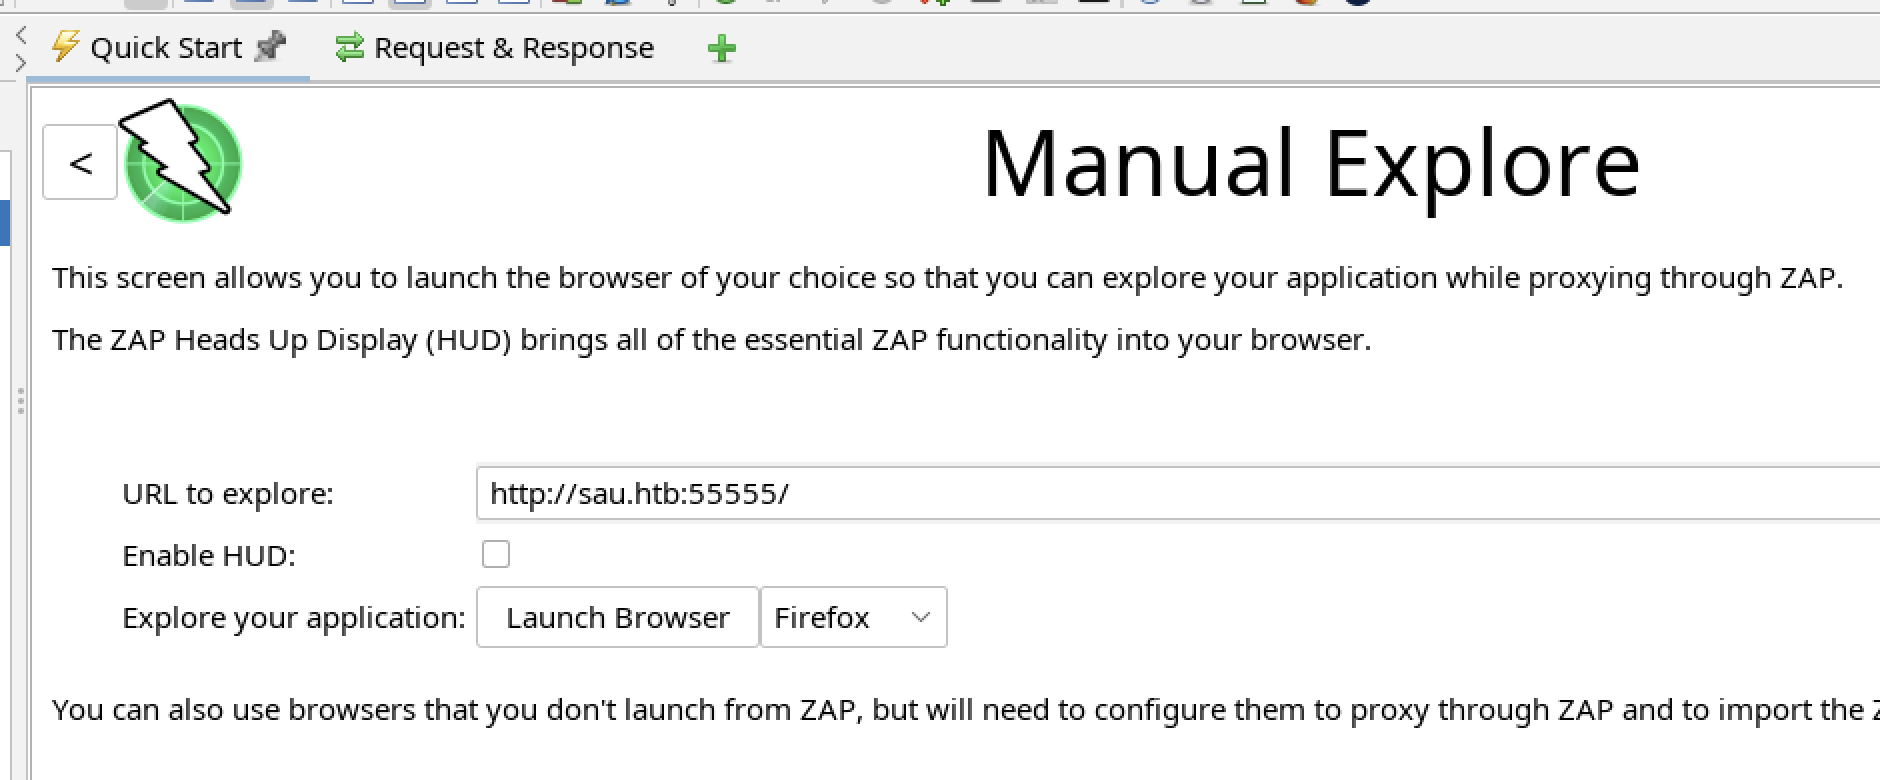 Quick Start
Request & Response
<
Manual Explore
This screen allows you to launch the browser of your choice so that you can explore your application while proxying through ZAP.
The ZAP Heads Up Display (HUD) brings all of the essential ZAP functionality into your browser.
URL to explore: http://sau.htb:55555/
Enable HUD:
Explore your application: Launch Browser Firefox
You can also use browsers that you don't launch from ZAP, but will need to configure them to proxy through ZAP and to import the